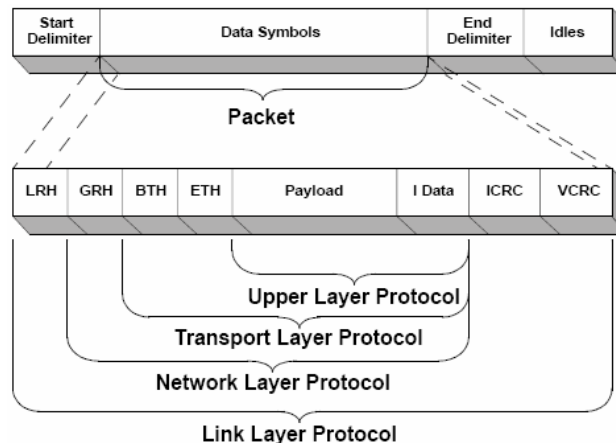 Start Delimiter Data Symbols End Delimiter Idles
Packet
LRH GRH BTH ETH Payload I Data ICRC VCRC
Upper Layer Protocol
Transport Layer Protocol
Network Layer Protocol
Link Layer Protocol